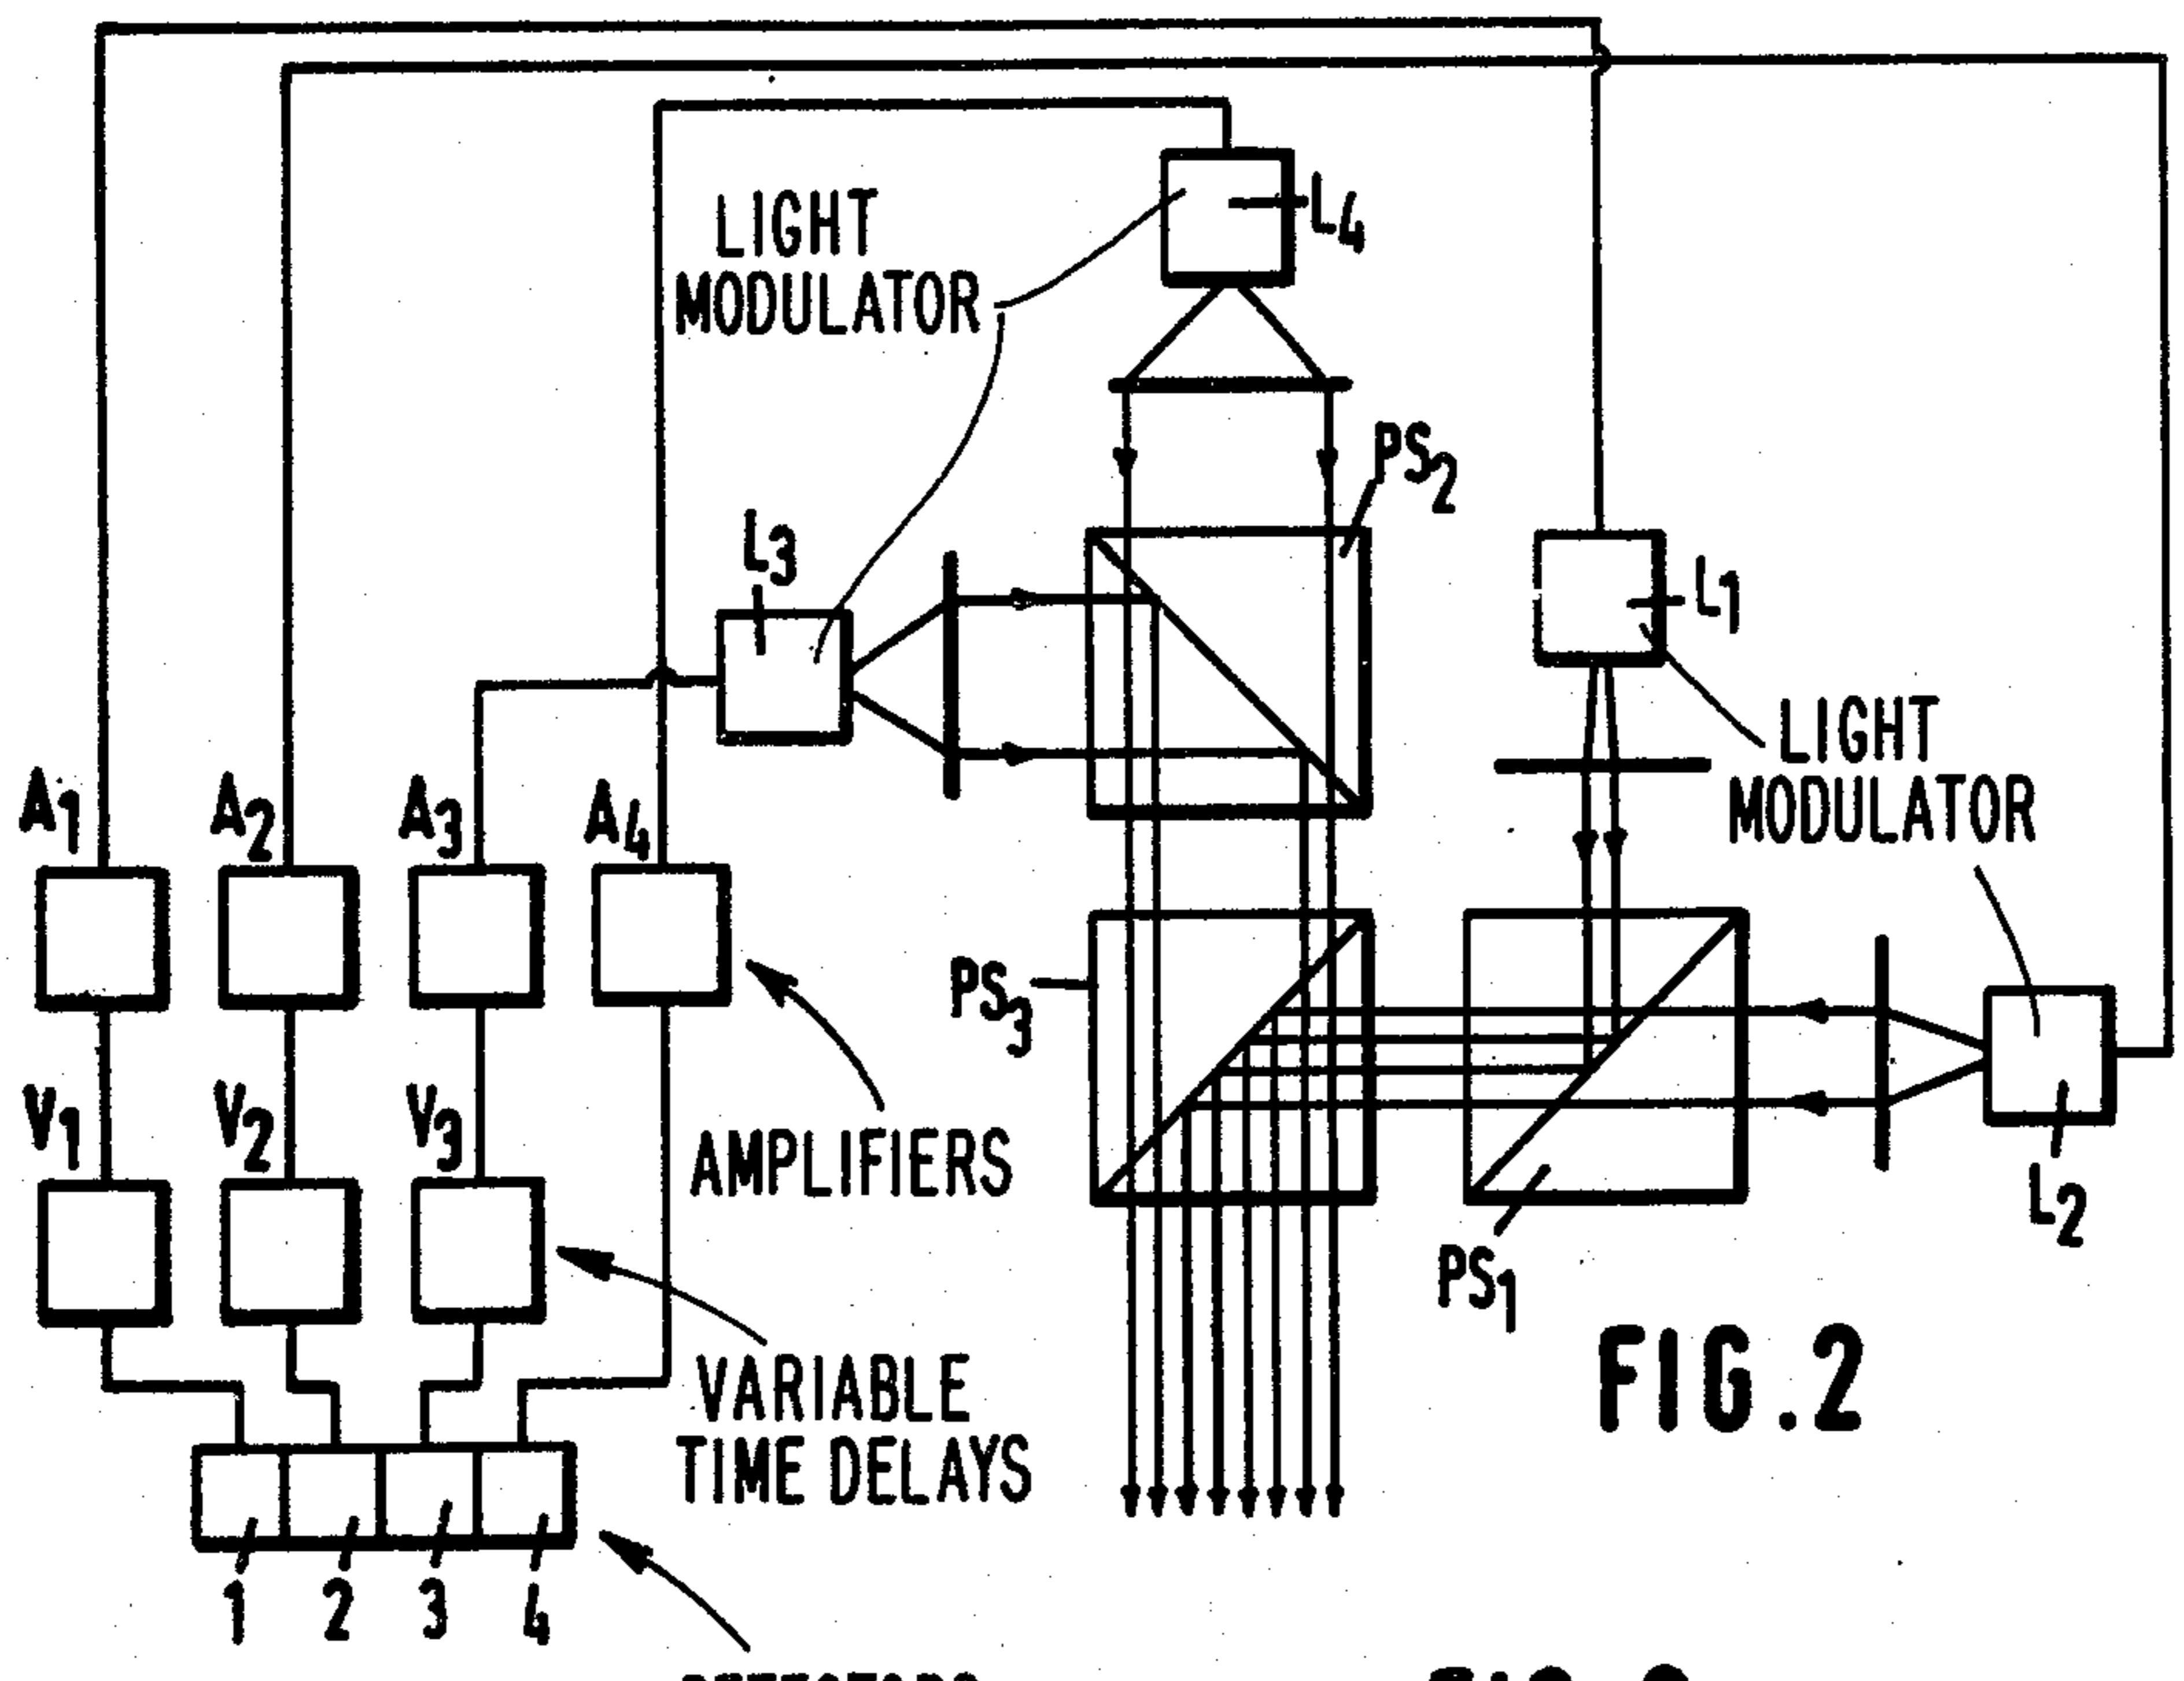 LIGHT
MODULATOR
L4
PS2
L3
L1
LIGHT
MODULATOR
A1
A2
A3
A4
PS3
V1
V2
V3
AMPLIFIERS
L2
PS1
FIG.2
VARIABLE
TIME DELAYS
1
2
3
4